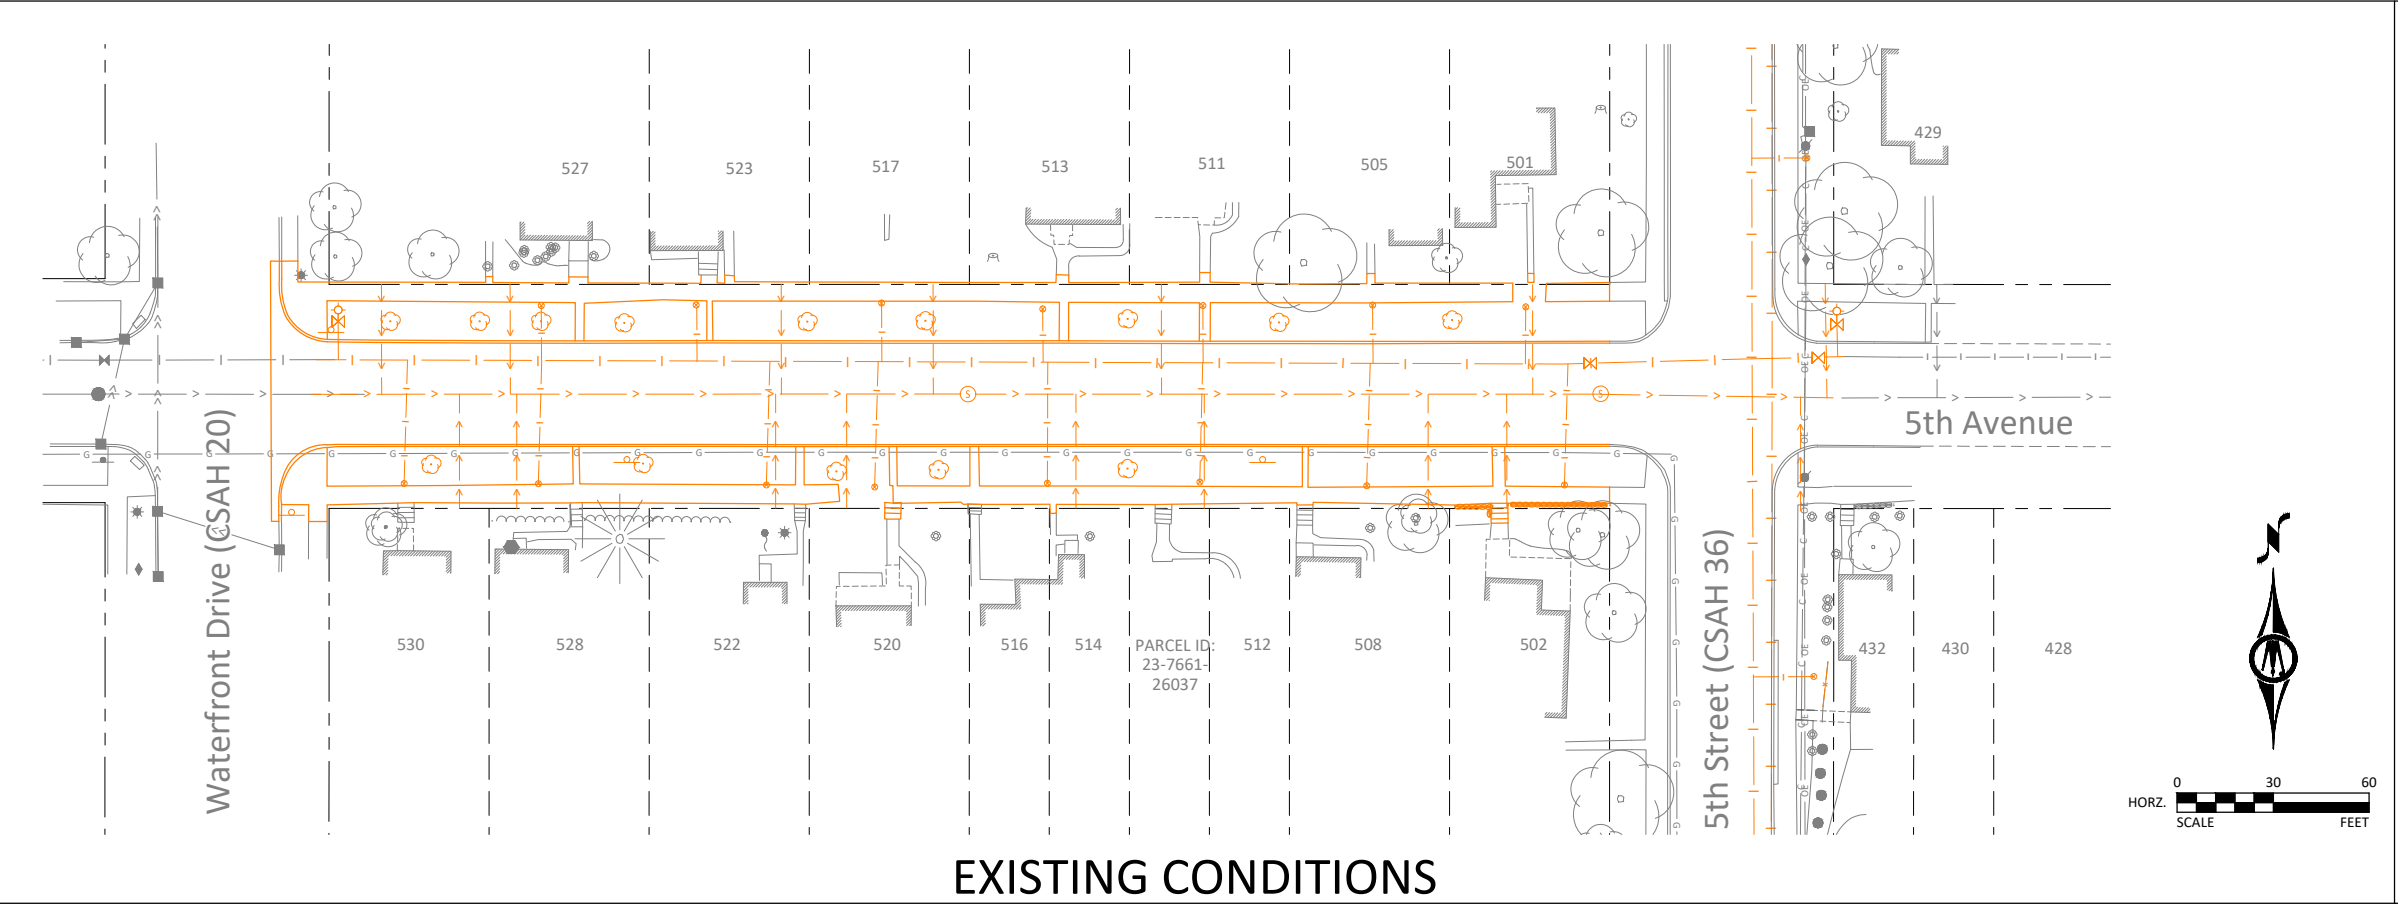 527
523
517
513
511
505
501
429
5th Avenue
Waterfront Drive (CSAH 20)
5th Street (CSAH 36)
530
528
522
520
516
514
PARCEL ID:
23-7661-
26037
512
508
502
432
430
428
0 30 60
HORZ.
SCALE FEET
EXISTING CONDITIONS
G G G G G G G G G G G G G G G G G G G G G G G G G G
S
S
N